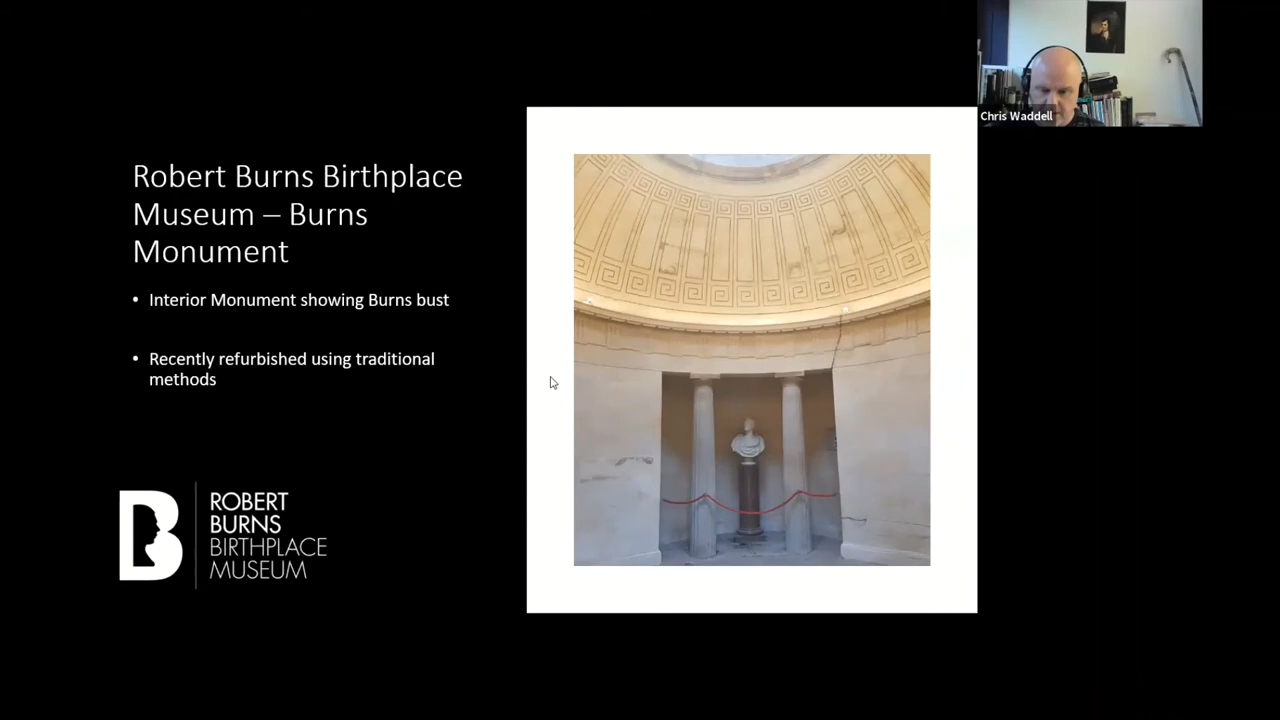 Chris Waddell
Robert Burns Birthplace
Museum – Burns
Monument
• Interior Monument showing Burns bust
• Recently refurbished using traditional
methods
B
ROBERT
BURNS
BIRTHPLACE
MUSEUM